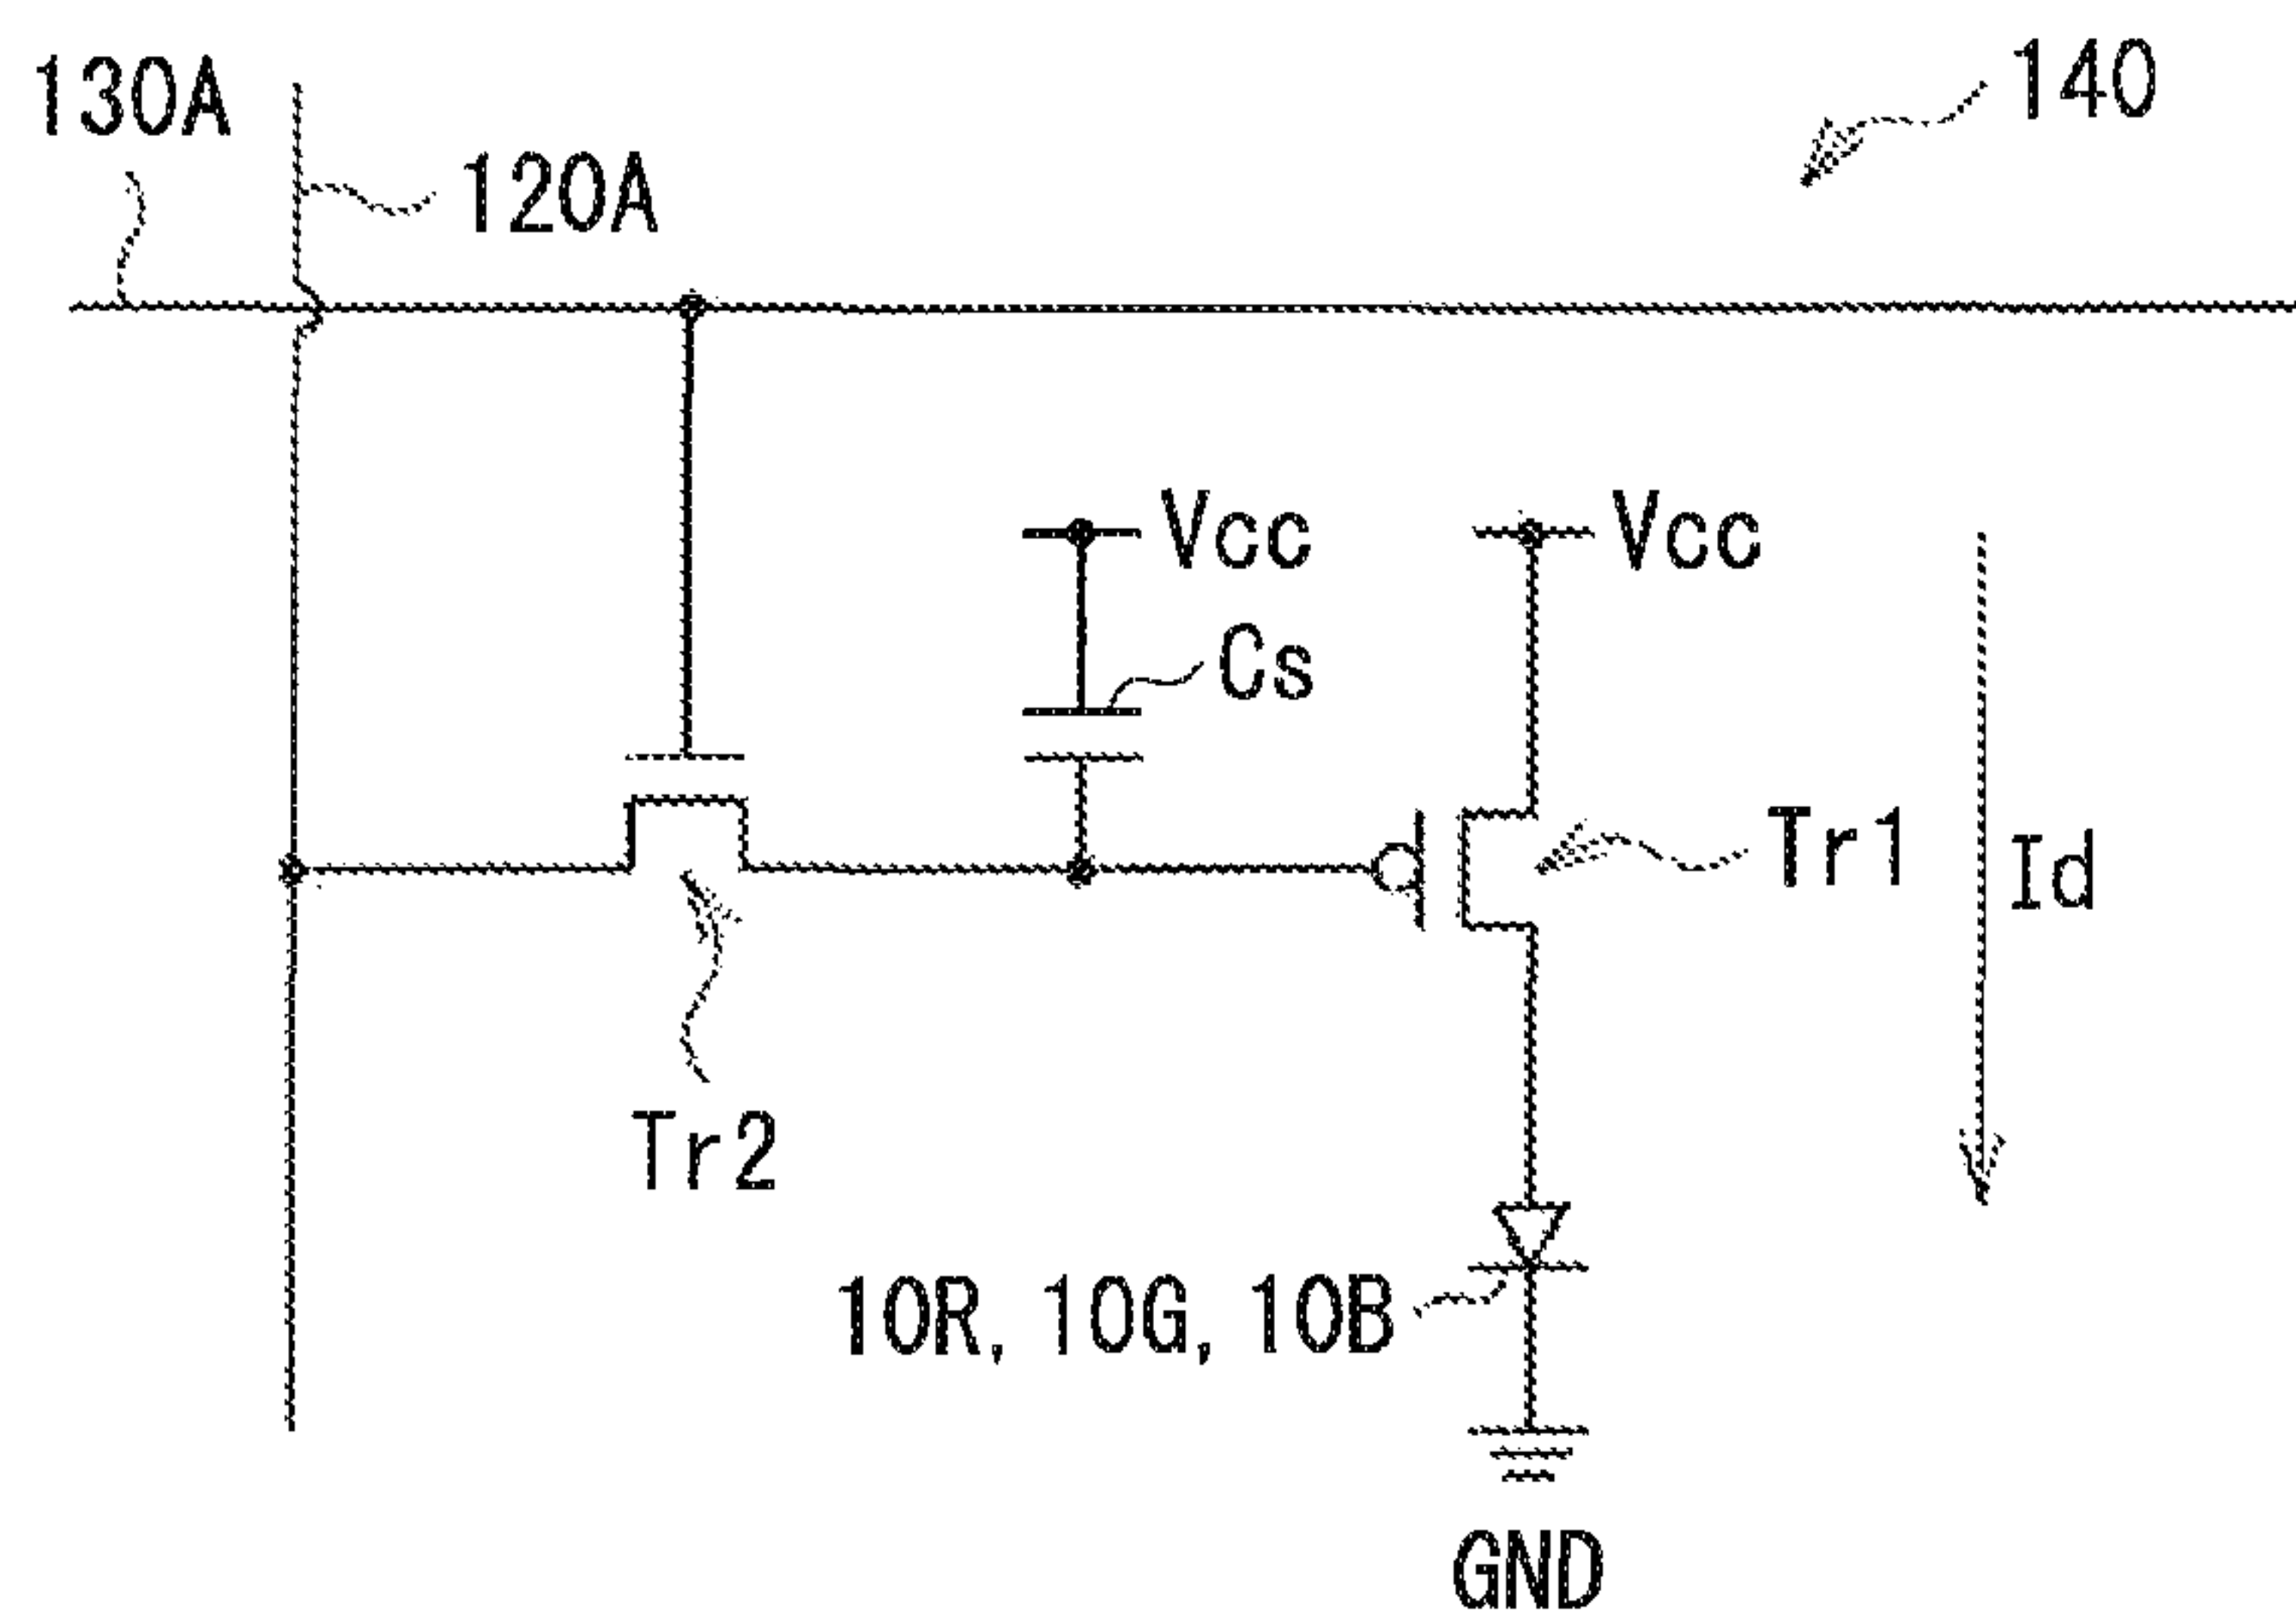 130A
140
120A
Vcc
Vcc
Cs
Tr1
Id
Tr2
10R, 10G, 10B
GND